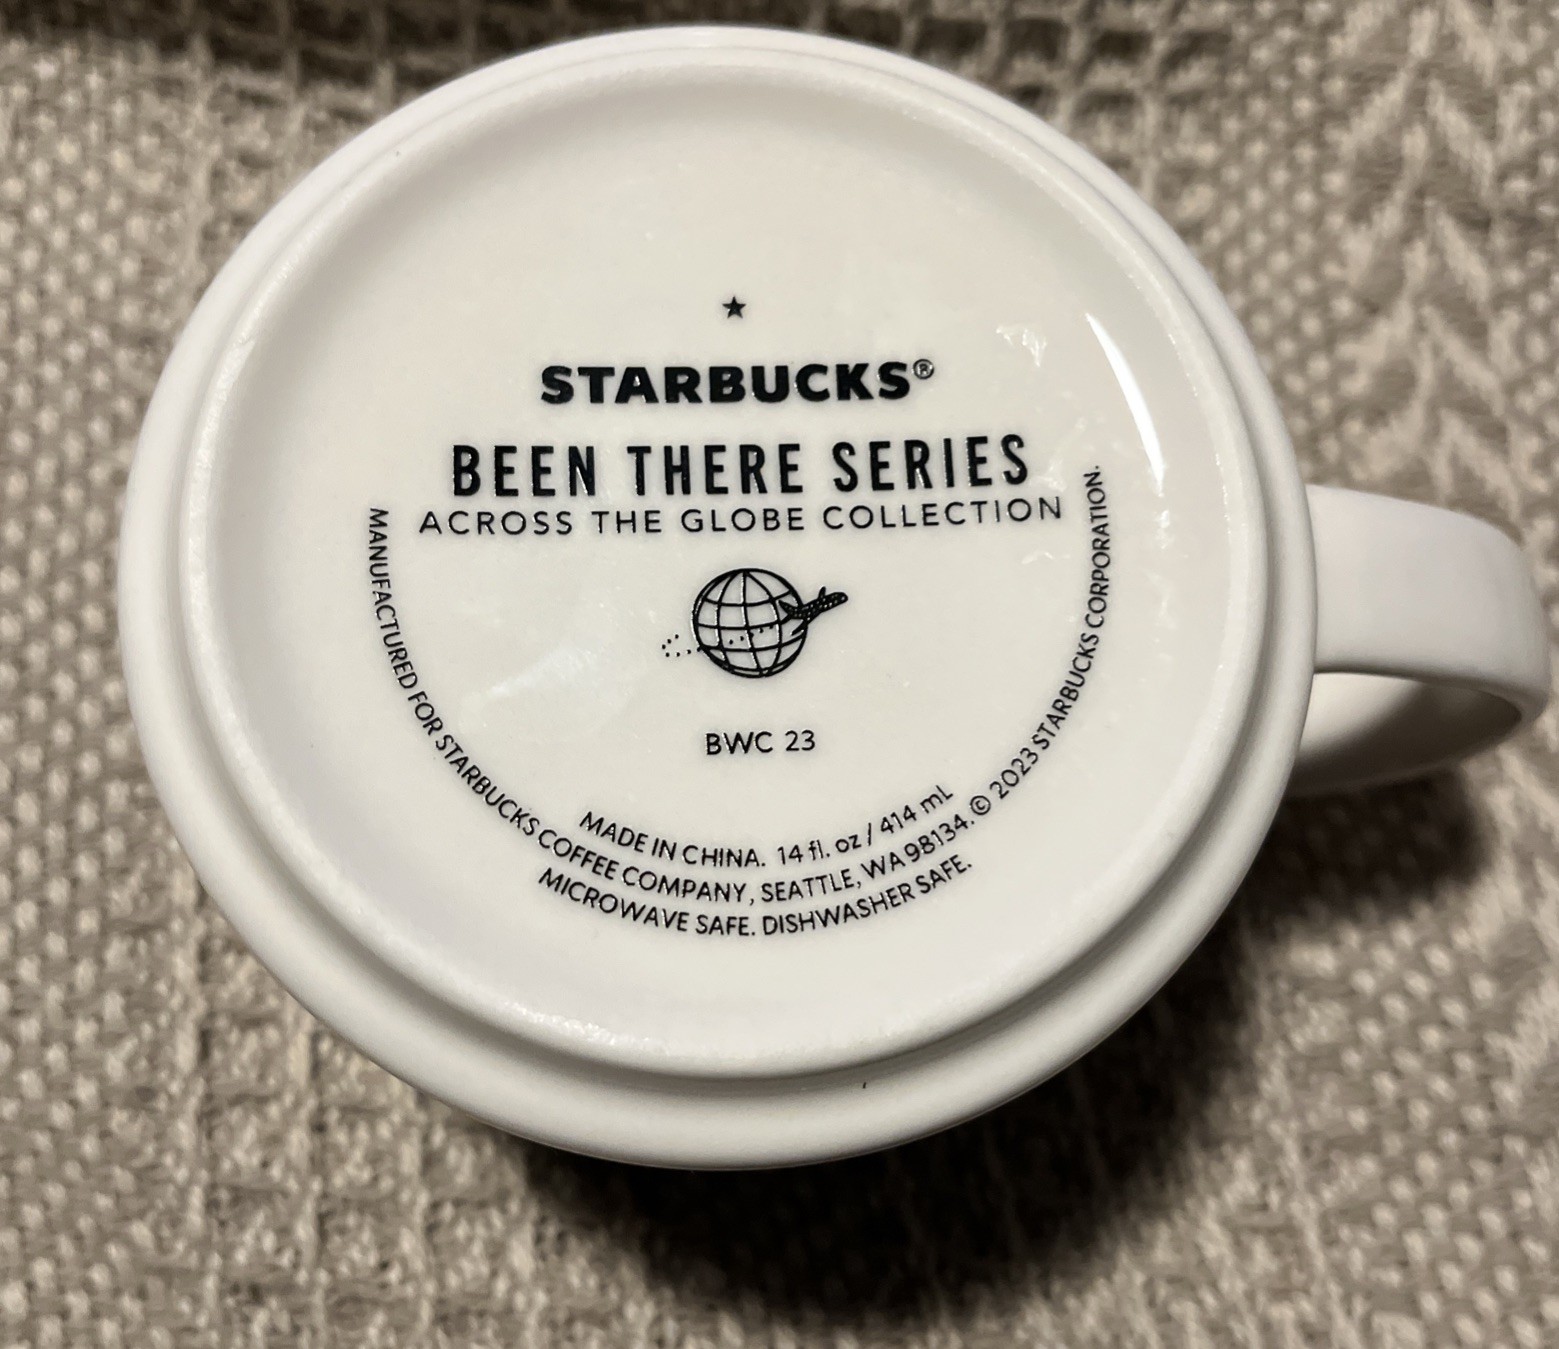 STARBUCKS®
BEEN THERE SERIES
ACROSS THE GLOBE COLLECTION
BWC 23
MADE IN CHINA. 14 fl. oz / 414 mL
MANUFACTURED FOR STARBUCKS COFFEE COMPANY, SEATTLE, WA 98134. © 2023 STARBUCKS CORPORATION.
MICROWAVE SAFE. DISHWASHER SAFE.